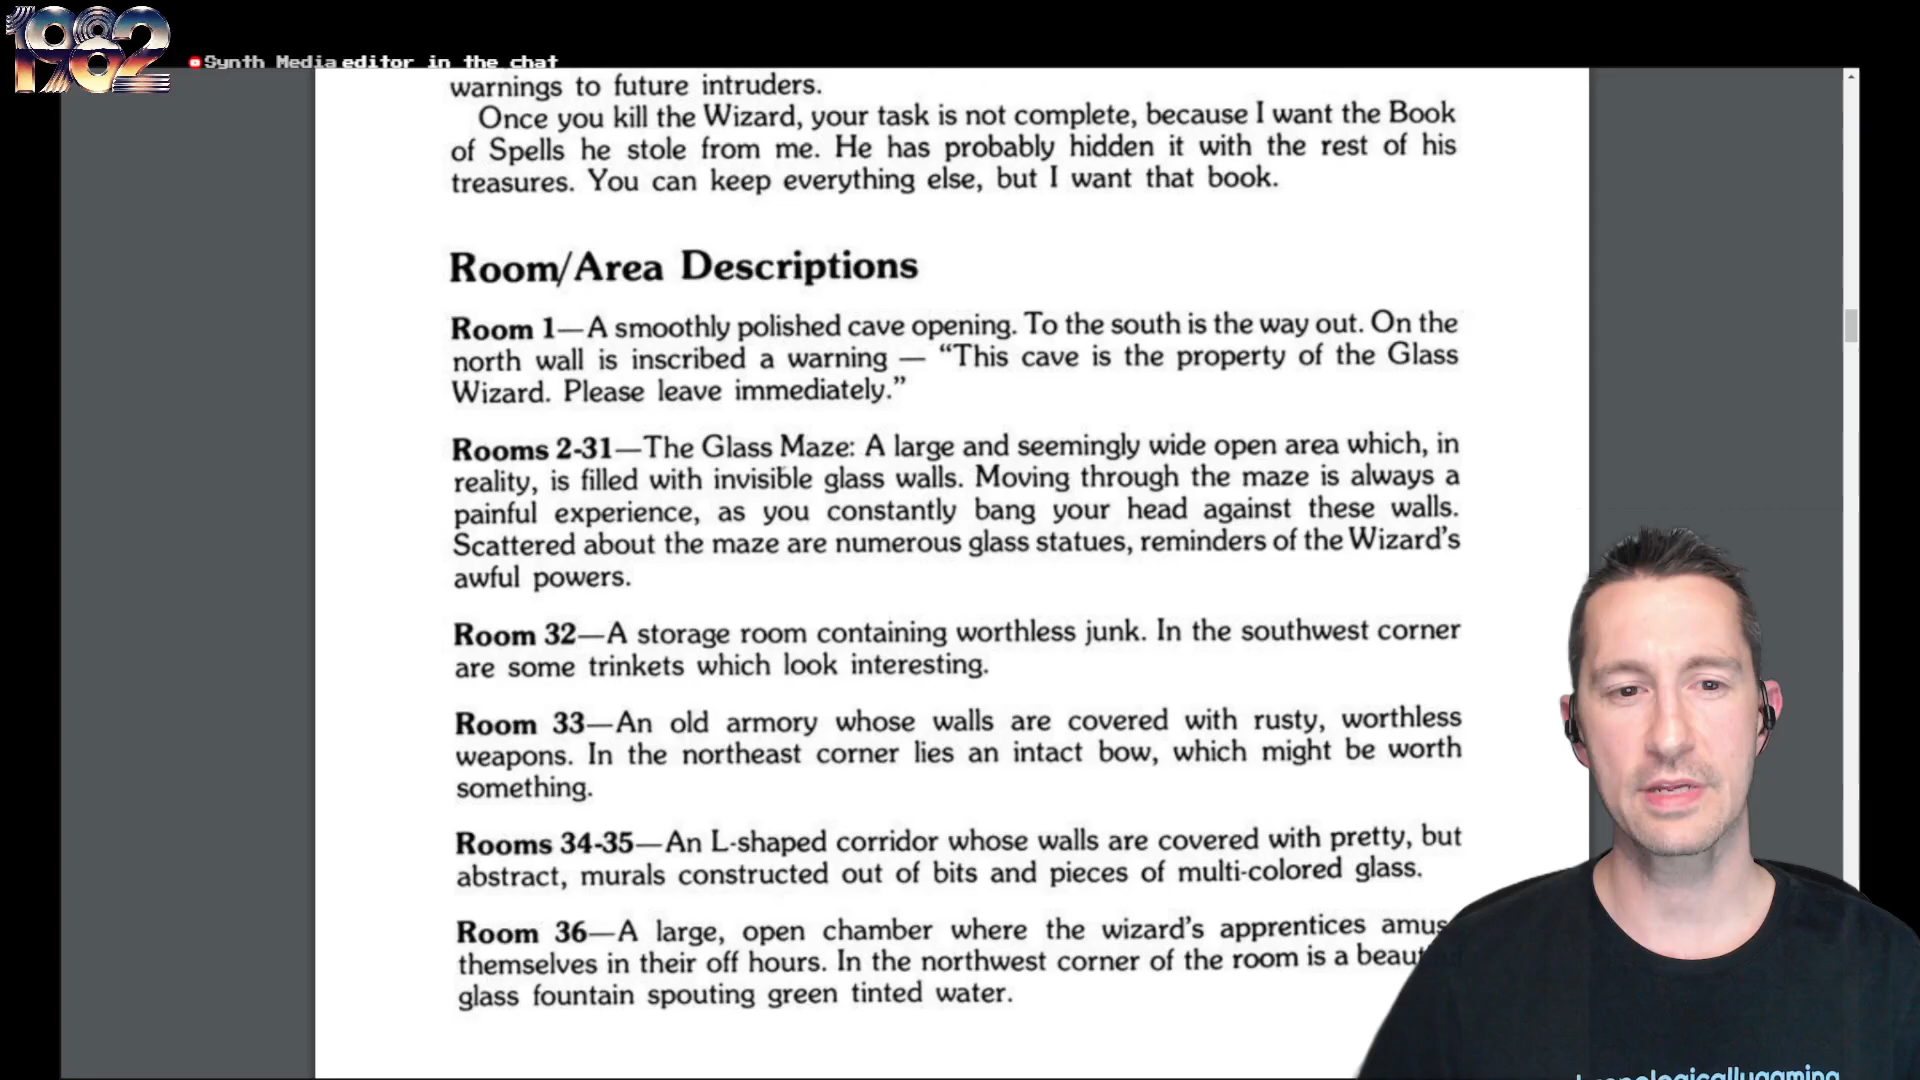 1982
Synth Media editor in the chat
warnings to future intruders.
Once you kill the Wizard, your task is not complete, because I want the Book
of Spells he stole from me. He has probably hidden it with the rest of his
treasures. You can keep everything else, but I want that book.
Room/Area Descriptions
Room 1—A smoothly polished cave opening. To the south is the way out. On the
north wall is inscribed a warning — “This cave is the property of the Glass
Wizard. Please leave immediately.”
Rooms 2-31—The Glass Maze: A large and seemingly wide open area which, in
reality, is filled with invisible glass walls. Moving through the maze is always a
painful experience, as you constantly bang your head against these walls.
Scattered about the maze are numerous glass statues, reminders of the Wizard’s
awful powers.
Room 32—A storage room containing worthless junk. In the southwest corner
are some trinkets which look interesting.
Room 33—An old armory whose walls are covered with rusty, worthless
weapons. In the northeast corner lies an intact bow, which might be worth
something.
Rooms 34-35—An L-shaped corridor whose walls are covered with pretty, but
abstract, murals constructed out of bits and pieces of multi-colored glass.
Room 36—A large, open chamber where the wizard’s apprentices
themselves in their off hours. In the northwest corner of the room is a
glass fountain spouting green tinted water.